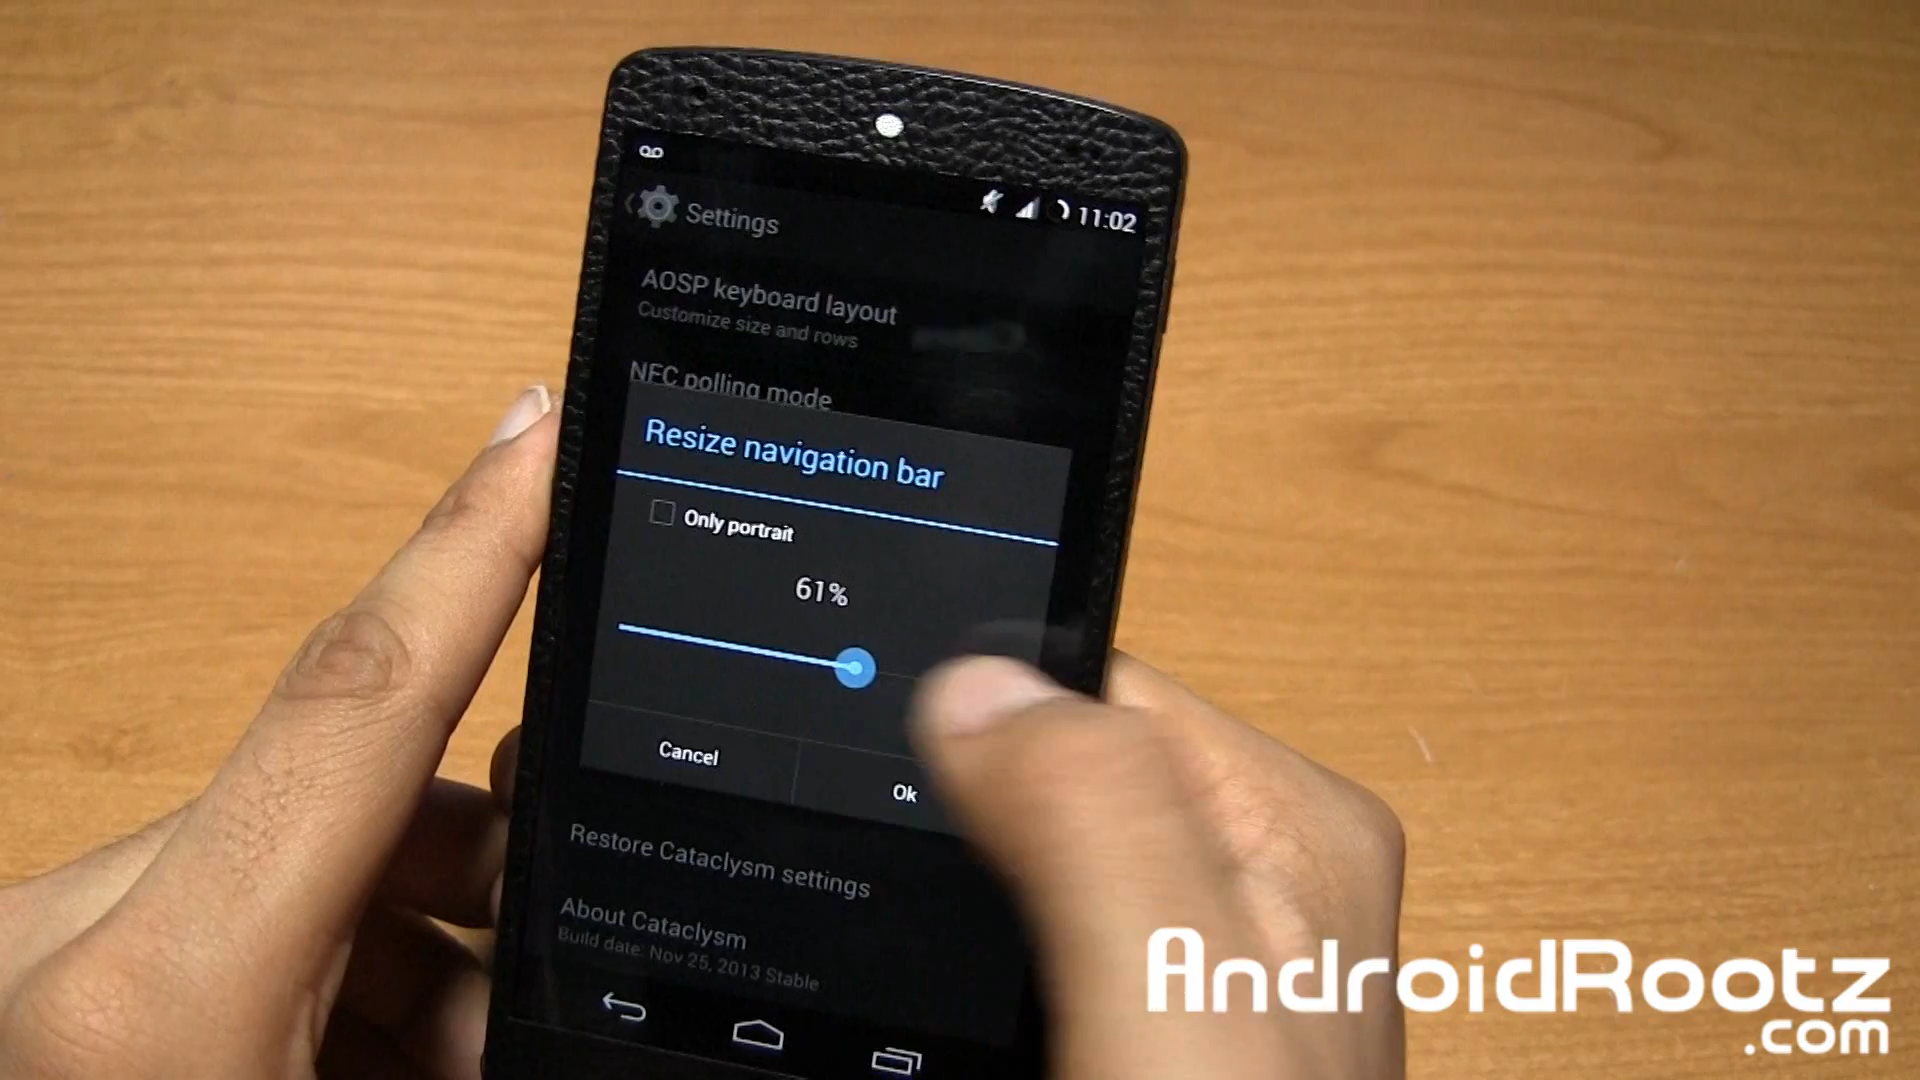 11:02
Settings
AOSP keyboard layout
Customize size and rows
NFC polling mode
Resize navigation bar
Only portrait
61%
Cancel
Ok
Restore Cataclysm settings
About Cataclysm
Build date: Nov 25, 2013 Stable
AndroidRootz
.com